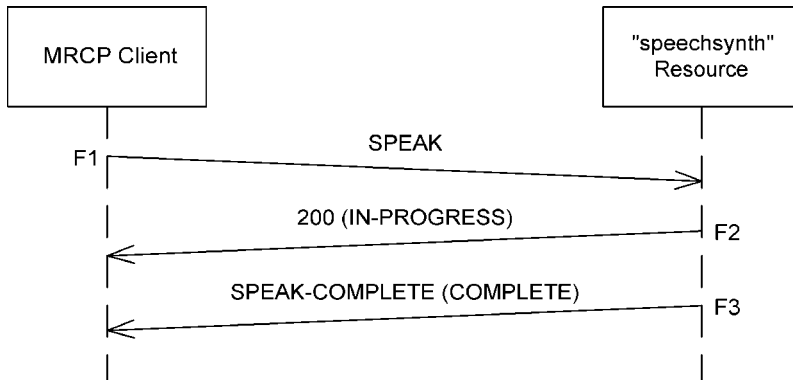 MRCP Client
"speechsynth"
Resource
SPEAK
F1
200 (IN-PROGRESS)
F2
SPEAK-COMPLETE (COMPLETE)
F3